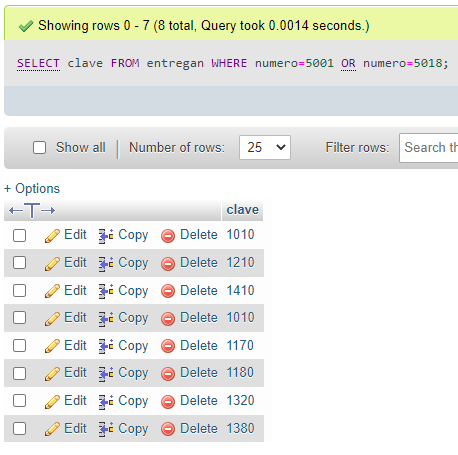 Showing rows 0 - 7 (8 total, Query took 0.0014 seconds.)
SELECT clave FROM entregan WHERE numero=5001 OR numero=5018;
Show all Number of rows: 25 Filter rows: Search th
+ Options
←T→ clave
Edit Copy Delete 1010
Edit Copy Delete 1210
Edit Copy Delete 1410
Edit Copy Delete 1010
Edit Copy Delete 1170
Edit Copy Delete 1180
Edit Copy Delete 1320
Edit Copy Delete 1380